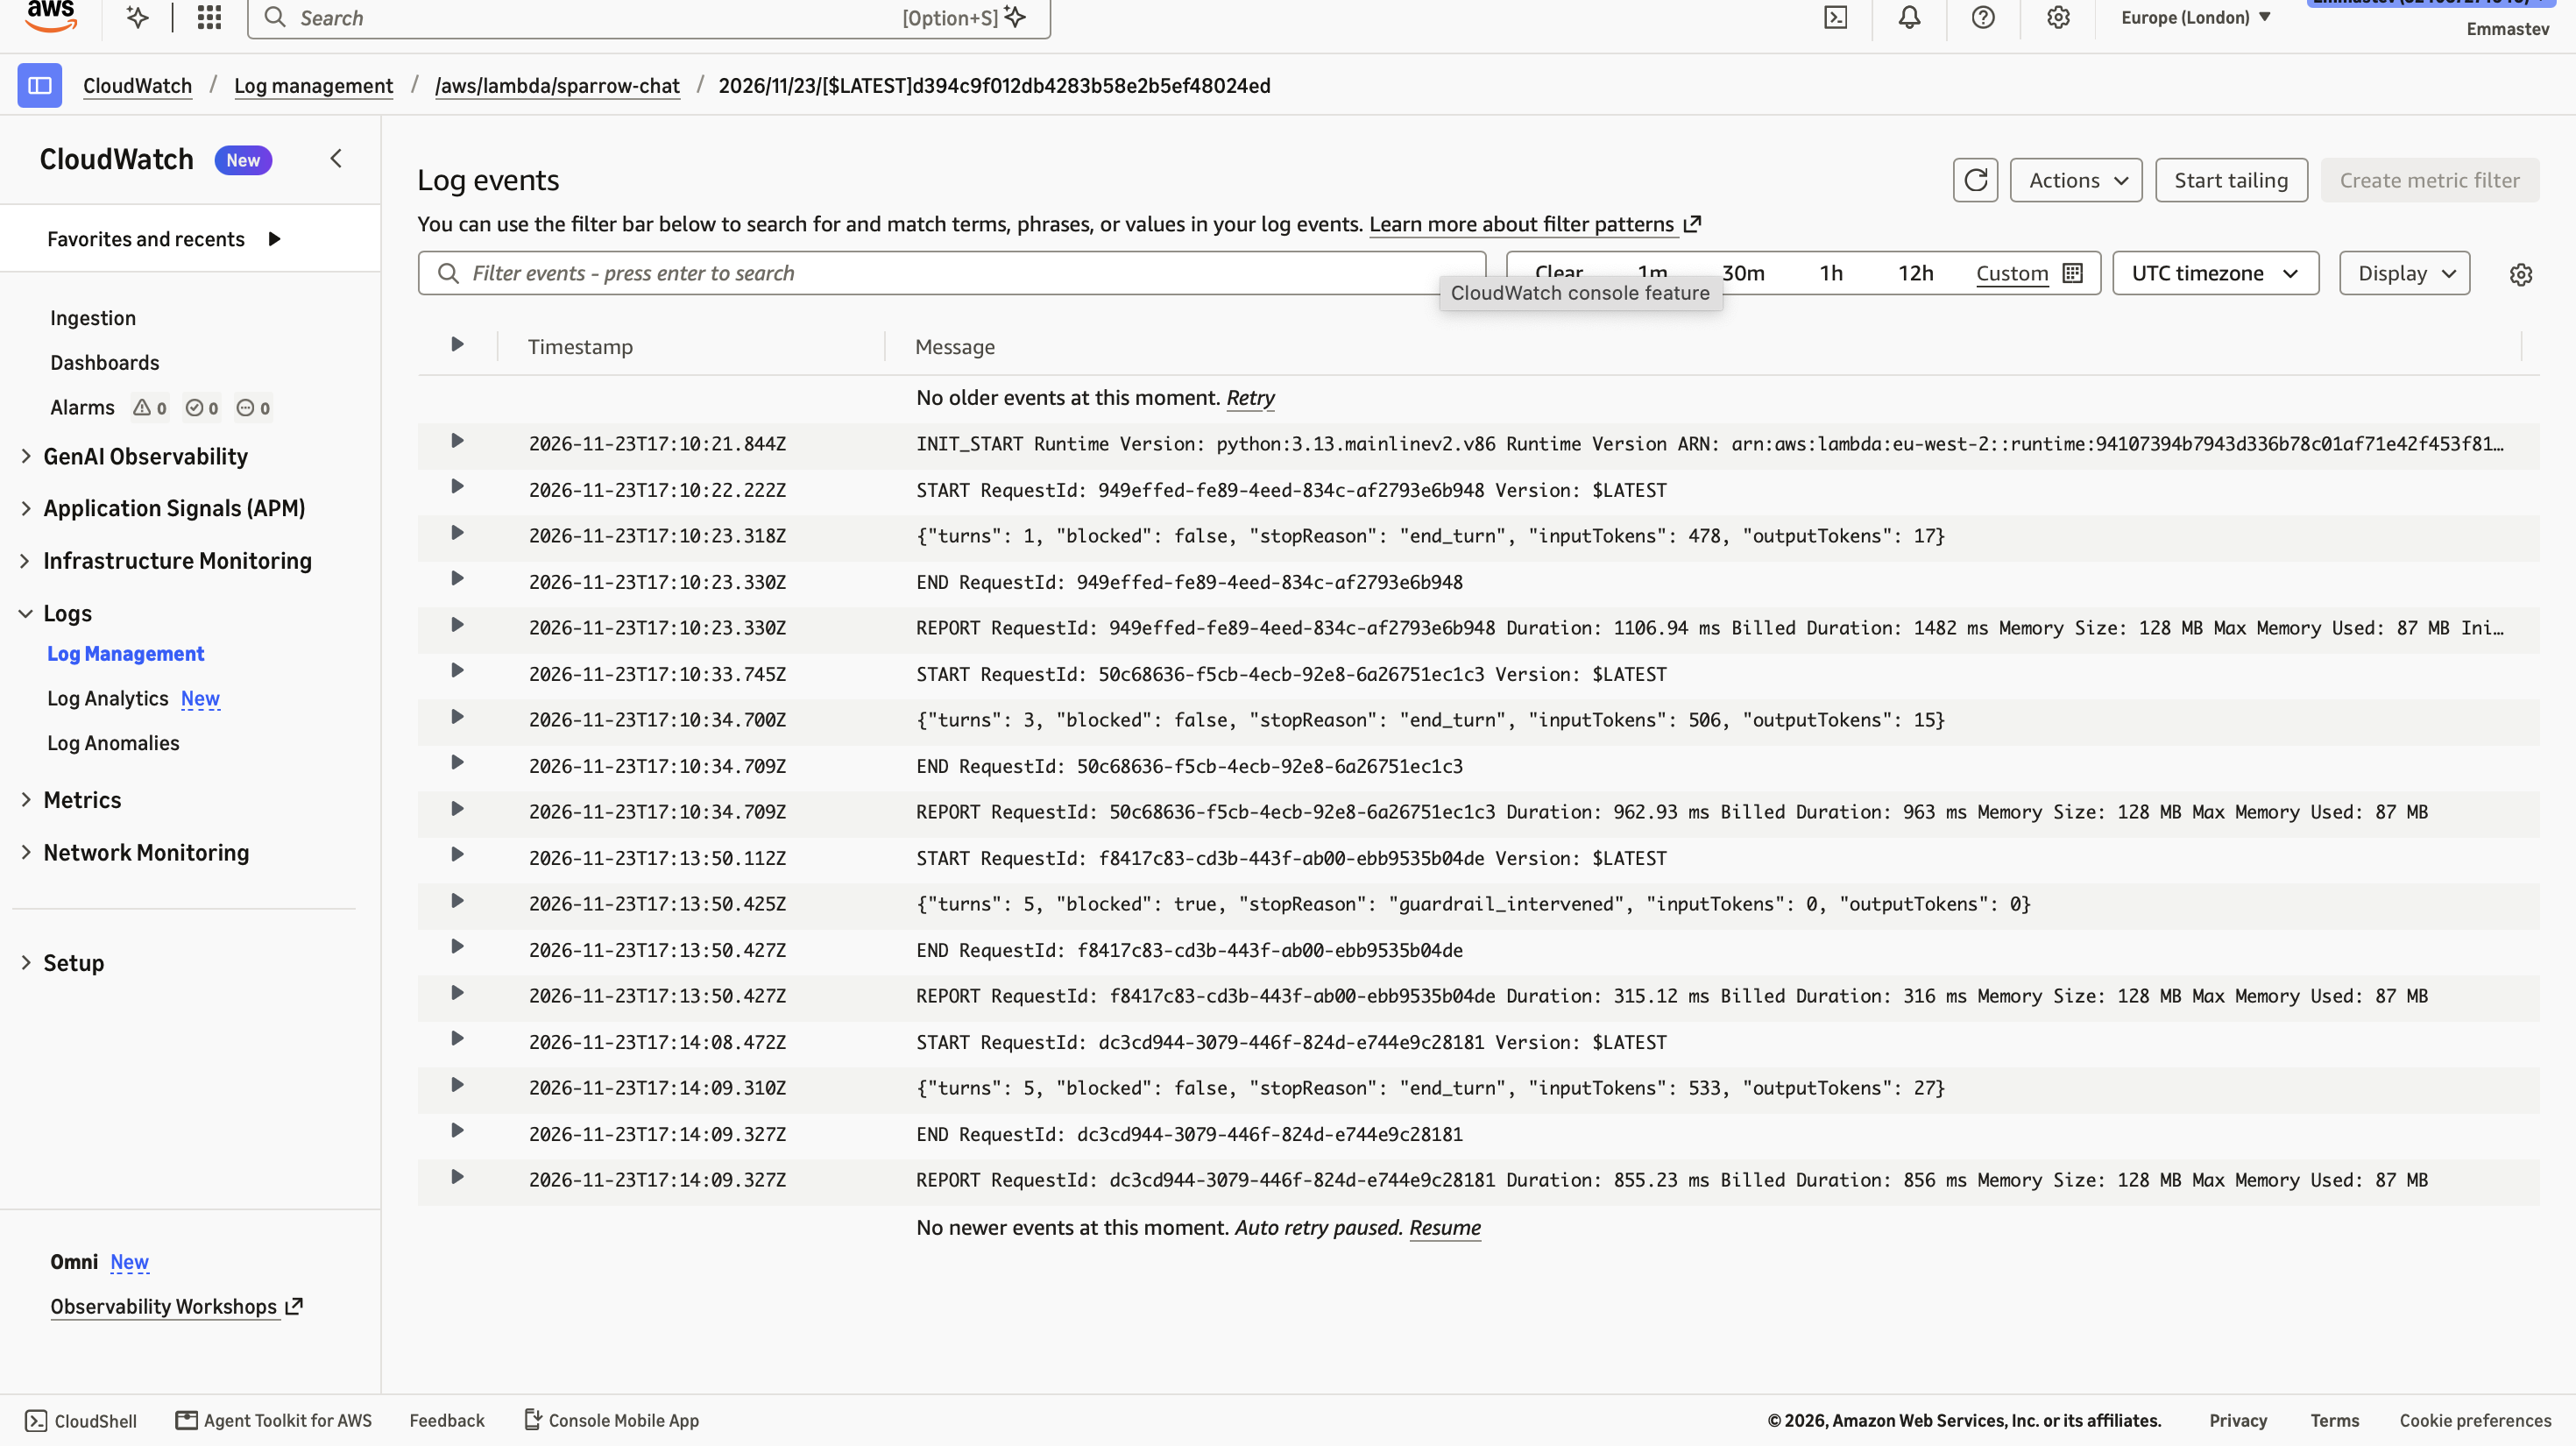 aws Search [Option+S] Europe (London)
Emmastev
CloudWatch / Log management / /aws/lambda/sparrow-chat / 2026/11/23/[$LATEST]d394c9f012db4283b58e2b5ef48024ed
CloudWatch New
Favorites and recents
Ingestion
Dashboards
Alarms 0 0 0
GenAI Observability
Application Signals (APM)
Infrastructure Monitoring
Logs
Log Management
Log Analytics New
Log Anomalies
Metrics
Network Monitoring
Setup
Omni New
Observability Workshops
Log events
Actions Start tailing Create metric filter
You can use the filter bar below to search for and match terms, phrases, or values in your log events. Learn more about filter patterns
Filter events - press enter to search Clear 1m 30m 1h 12h Custom UTC timezone Display
CloudWatch console feature
Timestamp Message
No older events at this moment. Retry
2026-11-23T17:10:21.844Z INIT_START Runtime Version: python:3.13.mainlinev2.v86 Runtime Version ARN: arn:aws:lambda:eu-west-2::runtime:94107394b7943d336b78c01af71e42f453f81…
2026-11-23T17:10:22.222Z START RequestId: 949effed-fe89-4eed-834c-af2793e6b948 Version: $LATEST
2026-11-23T17:10:23.318Z {"turns": 1, "blocked": false, "stopReason": "end_turn", "inputTokens": 478, "outputTokens": 17}
2026-11-23T17:10:23.330Z END RequestId: 949effed-fe89-4eed-834c-af2793e6b948
2026-11-23T17:10:23.330Z REPORT RequestId: 949effed-fe89-4eed-834c-af2793e6b948 Duration: 1106.94 ms Billed Duration: 1482 ms Memory Size: 128 MB Max Memory Used: 87 MB Ini…
2026-11-23T17:10:33.745Z START RequestId: 50c68636-f5cb-4ecb-92e8-6a26751ec1c3 Version: $LATEST
2026-11-23T17:10:34.700Z {"turns": 3, "blocked": false, "stopReason": "end_turn", "inputTokens": 506, "outputTokens": 15}
2026-11-23T17:10:34.709Z END RequestId: 50c68636-f5cb-4ecb-92e8-6a26751ec1c3
2026-11-23T17:10:34.709Z REPORT RequestId: 50c68636-f5cb-4ecb-92e8-6a26751ec1c3 Duration: 962.93 ms Billed Duration: 963 ms Memory Size: 128 MB Max Memory Used: 87 MB
2026-11-23T17:13:50.112Z START RequestId: f8417c83-cd3b-443f-ab00-ebb9535b04de Version: $LATEST
2026-11-23T17:13:50.425Z {"turns": 5, "blocked": true, "stopReason": "guardrail_intervened", "inputTokens": 0, "outputTokens": 0}
2026-11-23T17:13:50.427Z END RequestId: f8417c83-cd3b-443f-ab00-ebb9535b04de
2026-11-23T17:13:50.427Z REPORT RequestId: f8417c83-cd3b-443f-ab00-ebb9535b04de Duration: 315.12 ms Billed Duration: 316 ms Memory Size: 128 MB Max Memory Used: 87 MB
2026-11-23T17:14:08.472Z START RequestId: dc3cd944-3079-446f-824d-e744e9c28181 Version: $LATEST
2026-11-23T17:14:09.310Z {"turns": 5, "blocked": false, "stopReason": "end_turn", "inputTokens": 533, "outputTokens": 27}
2026-11-23T17:14:09.327Z END RequestId: dc3cd944-3079-446f-824d-e744e9c28181
2026-11-23T17:14:09.327Z REPORT RequestId: dc3cd944-3079-446f-824d-e744e9c28181 Duration: 855.23 ms Billed Duration: 856 ms Memory Size: 128 MB Max Memory Used: 87 MB
No newer events at this moment. Auto retry paused. Resume
CloudShell Agent Toolkit for AWS Feedback Console Mobile App © 2026, Amazon Web Services, Inc. or its affiliates. Privacy Terms Cookie preferences